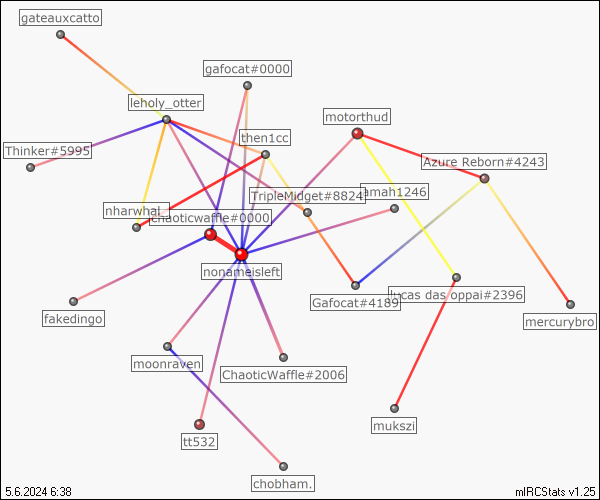 gateauxcatto
gafocat#0000
leholy_otter
motorthud
then1cc
Thinker#5995
Azure Reborn#4243
TripleMidget#8824
amah1246
nharwhal_
chaoticwaffle#0000
nonameisleft
lucas das oppai#2396
Gafocat#4189
fakedingo
mercurybro
moonraven
ChaoticWaffle#2006
mukszi
tt532
chobham.
5.6.2024 6:38
mIRCStats v1.25